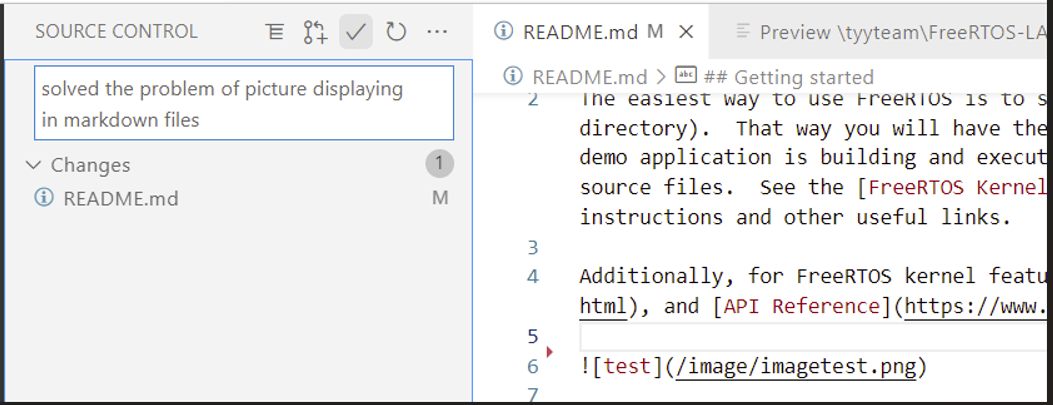 SOURCE CONTROL
solved the problem of picture displaying
in markdown files
Changes 1
README.md M
README.md M
Preview \tyyteam\FreeRTOS-LA
README.md > ## Getting started
2 The easiest way to use FreeRTOS is to s
directory). That way you will have the
demo application is building and execut
source files. See the [FreeRTOS Kernel
instructions and other useful links.
3
4 Additionally, for FreeRTOS kernel featu
html), and [API Reference](https://www.
5
6 ![test](/image/imagetest.png)
7